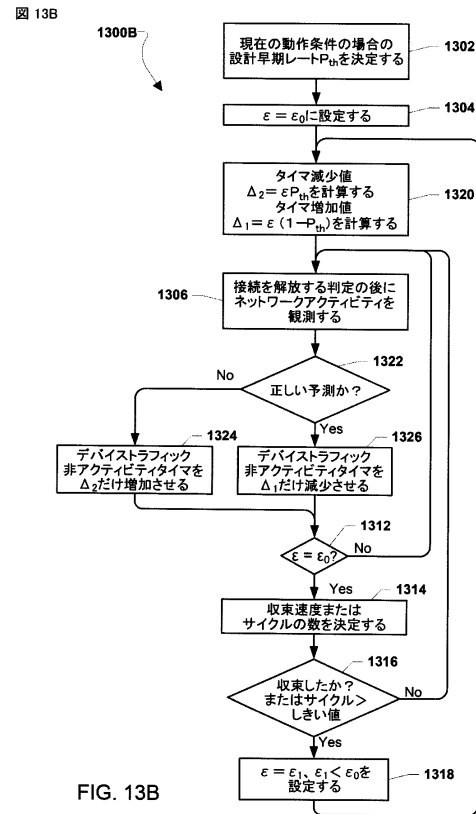 図 13B
1300B
現在の動作条件の場合の
設計早期レートPthを決定する
1302
ε = ε0に設定する
1304
タイマ減少値
Δ2= εPthを計算する
タイマ増加値
Δ1= ε (1-Pth)を計算する
1320
接続を解放する判定の後に
ネットワークアクティビティを
観測する
1306
1322
正しい予測か?
No
Yes
1324
デバイストラフィック
非アクティビティタイマを
Δ2だけ増加させる
1326
デバイストラフィック
非アクティビティタイマを
Δ1だけ減少させる
1312
ε = ε0?
No
Yes
1314
収束速度または
サイクルの数を決定する
1316
収束したか?
またはサイクル>
しきい値
No
Yes
ε = ε1、ε1< ε0を
設定する
1318
FIG. 13B